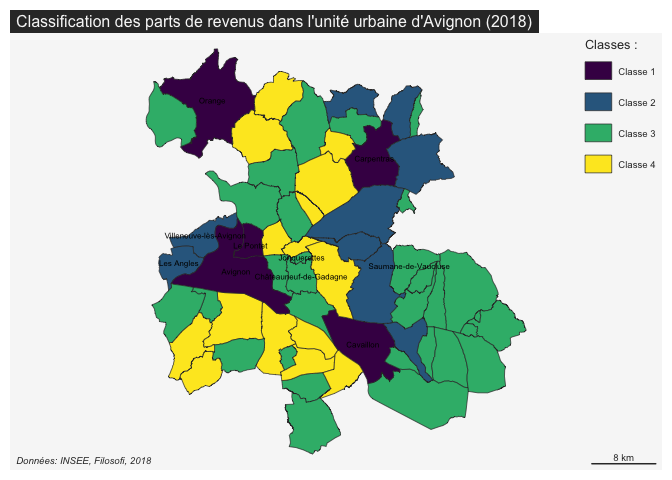 Classification des parts de revenus dans l'unité urbaine d'Avignon (2018)
Classes :
Classe 1
Classe 2
Classe 3
Classe 4
Orange
Carpentras
Villeneuve-lès-Avignon
Le Pontet
Jonquerettes
Les Angles
Saumane-de-Vaucluse
Avignon
Châteauneuf-de-Gadagne
Cavaillon
Données: INSEE, Filosofi, 2018
8 km